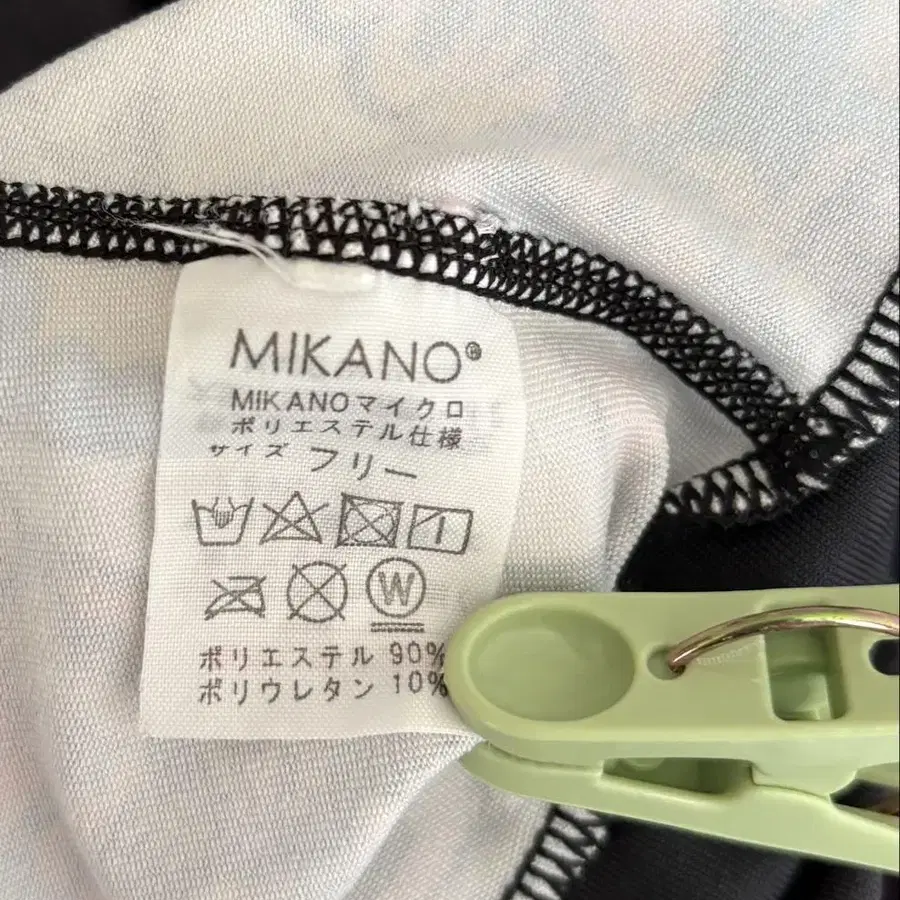 MIKANO®
MIKANOマイクロ
ポリエステル仕様
サイズ フリー
W
ポリエステル 90%
ポリウレタン 10%